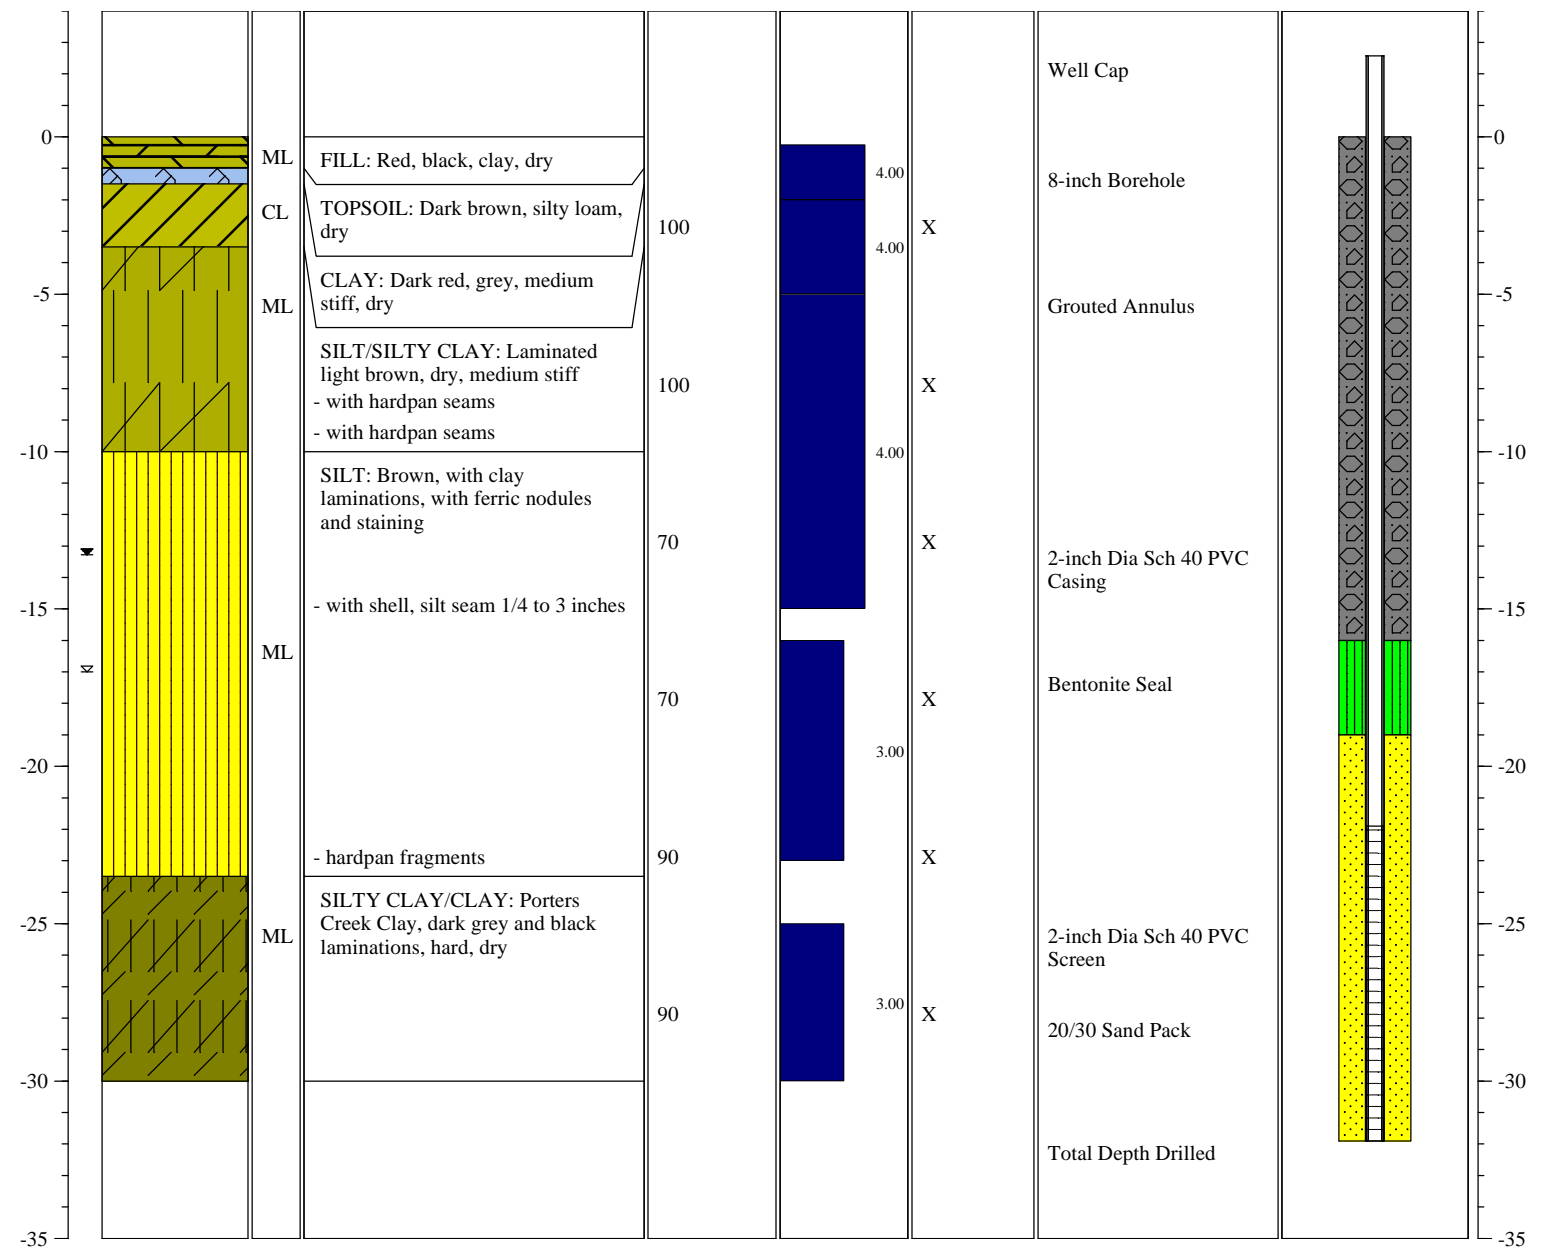 Well Cap
0
0
ML
FILL: Red, black, clay, dry
4.00
8-inch Borehole
CL
TOPSOIL: Dark brown, silty loam,
dry
100
X
4.00
CLAY: Dark red, grey, medium
stiff, dry
-5
-5
ML
Grouted Annulus
SILT/SILTY CLAY: Laminated
light brown, dry, medium stiff
100
X
- with hardpan seams
- with hardpan seams
-10
-10
4.00
SILT: Brown, with clay
laminations, with ferric nodules
and staining
70
X
2-inch Dia Sch 40 PVC
Casing
- with shell, silt seam 1/4 to 3 inches
-15
-15
ML
Bentonite Seal
70
X
3.00
-20
-20
- hardpan fragments
90
X
SILTY CLAY/CLAY: Porters
Creek Clay, dark grey and black
laminations, hard, dry
-25
-25
ML
2-inch Dia Sch 40 PVC
Screen
3.00
90
X
20/30 Sand Pack
-30
-30
Total Depth Drilled
-35
-35